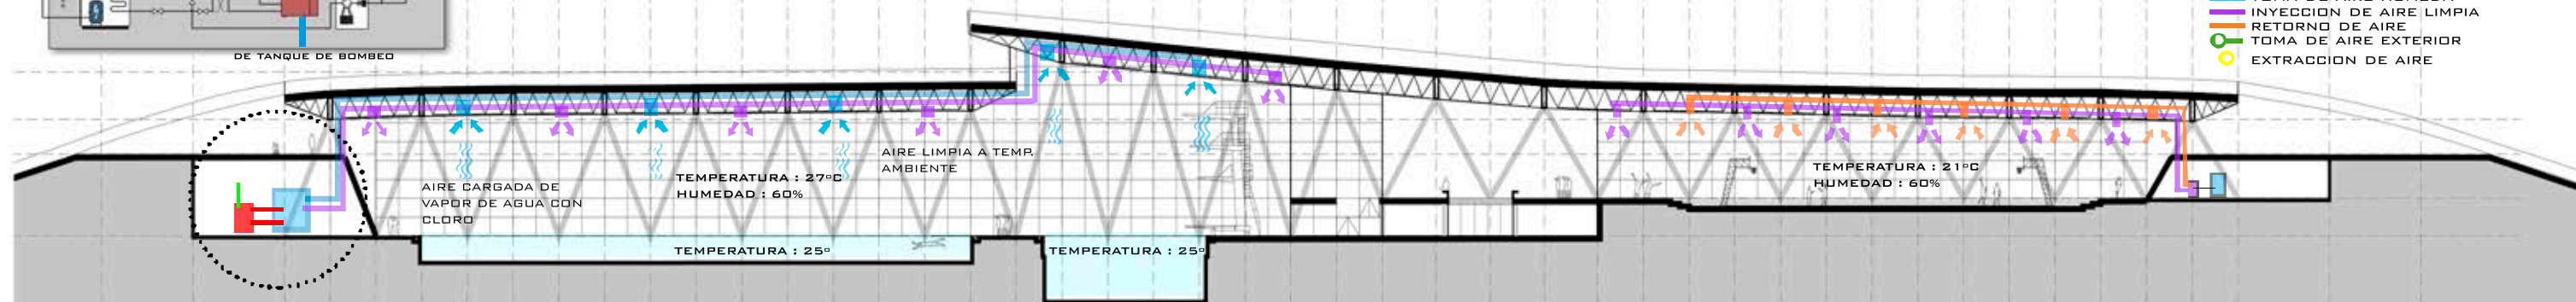 DE TANQUE DE BOMBEO
INYECCION DE AIRE LIMPIA
RETORNO DE AIRE
TOMA DE AIRE EXTERIOR
EXTRACCION DE AIRE
AIRE LIMPIA A TEMP.
AMBIENTE
TEMPERATURA : 27ºC
HUMEDAD : 60%
AIRE CARGADA DE
VAPOR DE AGUA CON
CLORO
TEMPERATURA : 21ºC
HUMEDAD : 60%
TEMPERATURA : 25º
TEMPERATURA : 25º